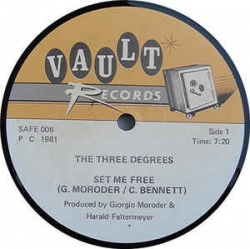 VAULT
RECORDS
SAFE 006
P C 1981
Side 1
Time: 7:20
THE THREE DEGREES
SET ME FREE
(G. MORODER / C. BENNETT)
Produced by Giorgio Moroder &
Harald Faltermeyer